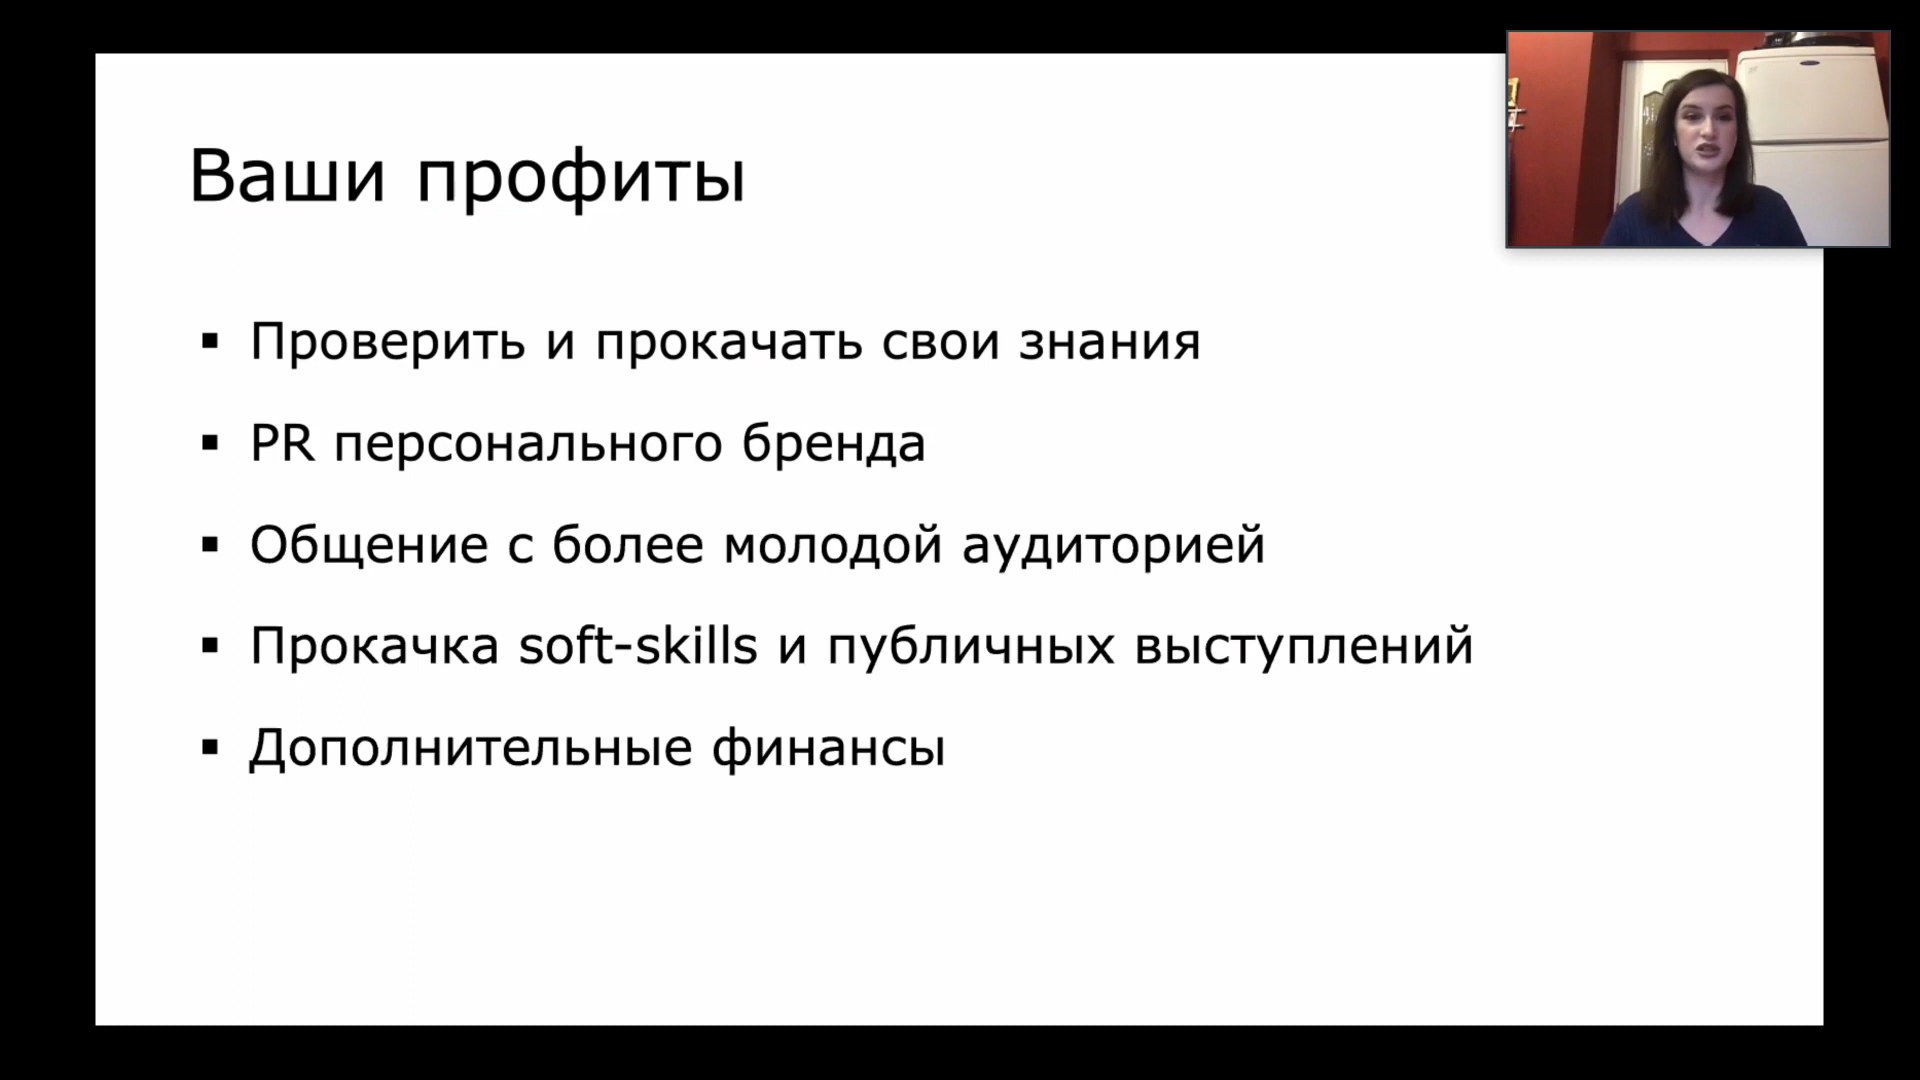 Ваши профиты
▪ Проверить и прокачать свои знания
▪ PR персонального бренда
▪ Общение с более молодой аудиторией
▪ Прокачка soft-skills и публичных выступлений
▪ Дополнительные финансы